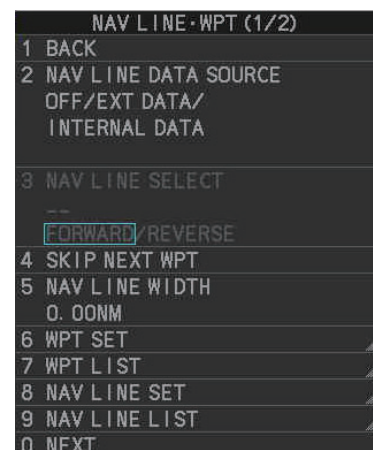 NAV LINE·WPT (1/2)
1 BACK
2 NAV LINE DATA SOURCE
OFF/EXT DATA/
INTERNAL DATA
3 NAV LINE SELECT
--
FORWARD/REVERSE
4 SKIP NEXT WPT
5 NAV LINE WIDTH
0.00NM
6 WPT SET
7 WPT LIST
8 NAV LINE SET
9 NAV LINE LIST
0 NEXT